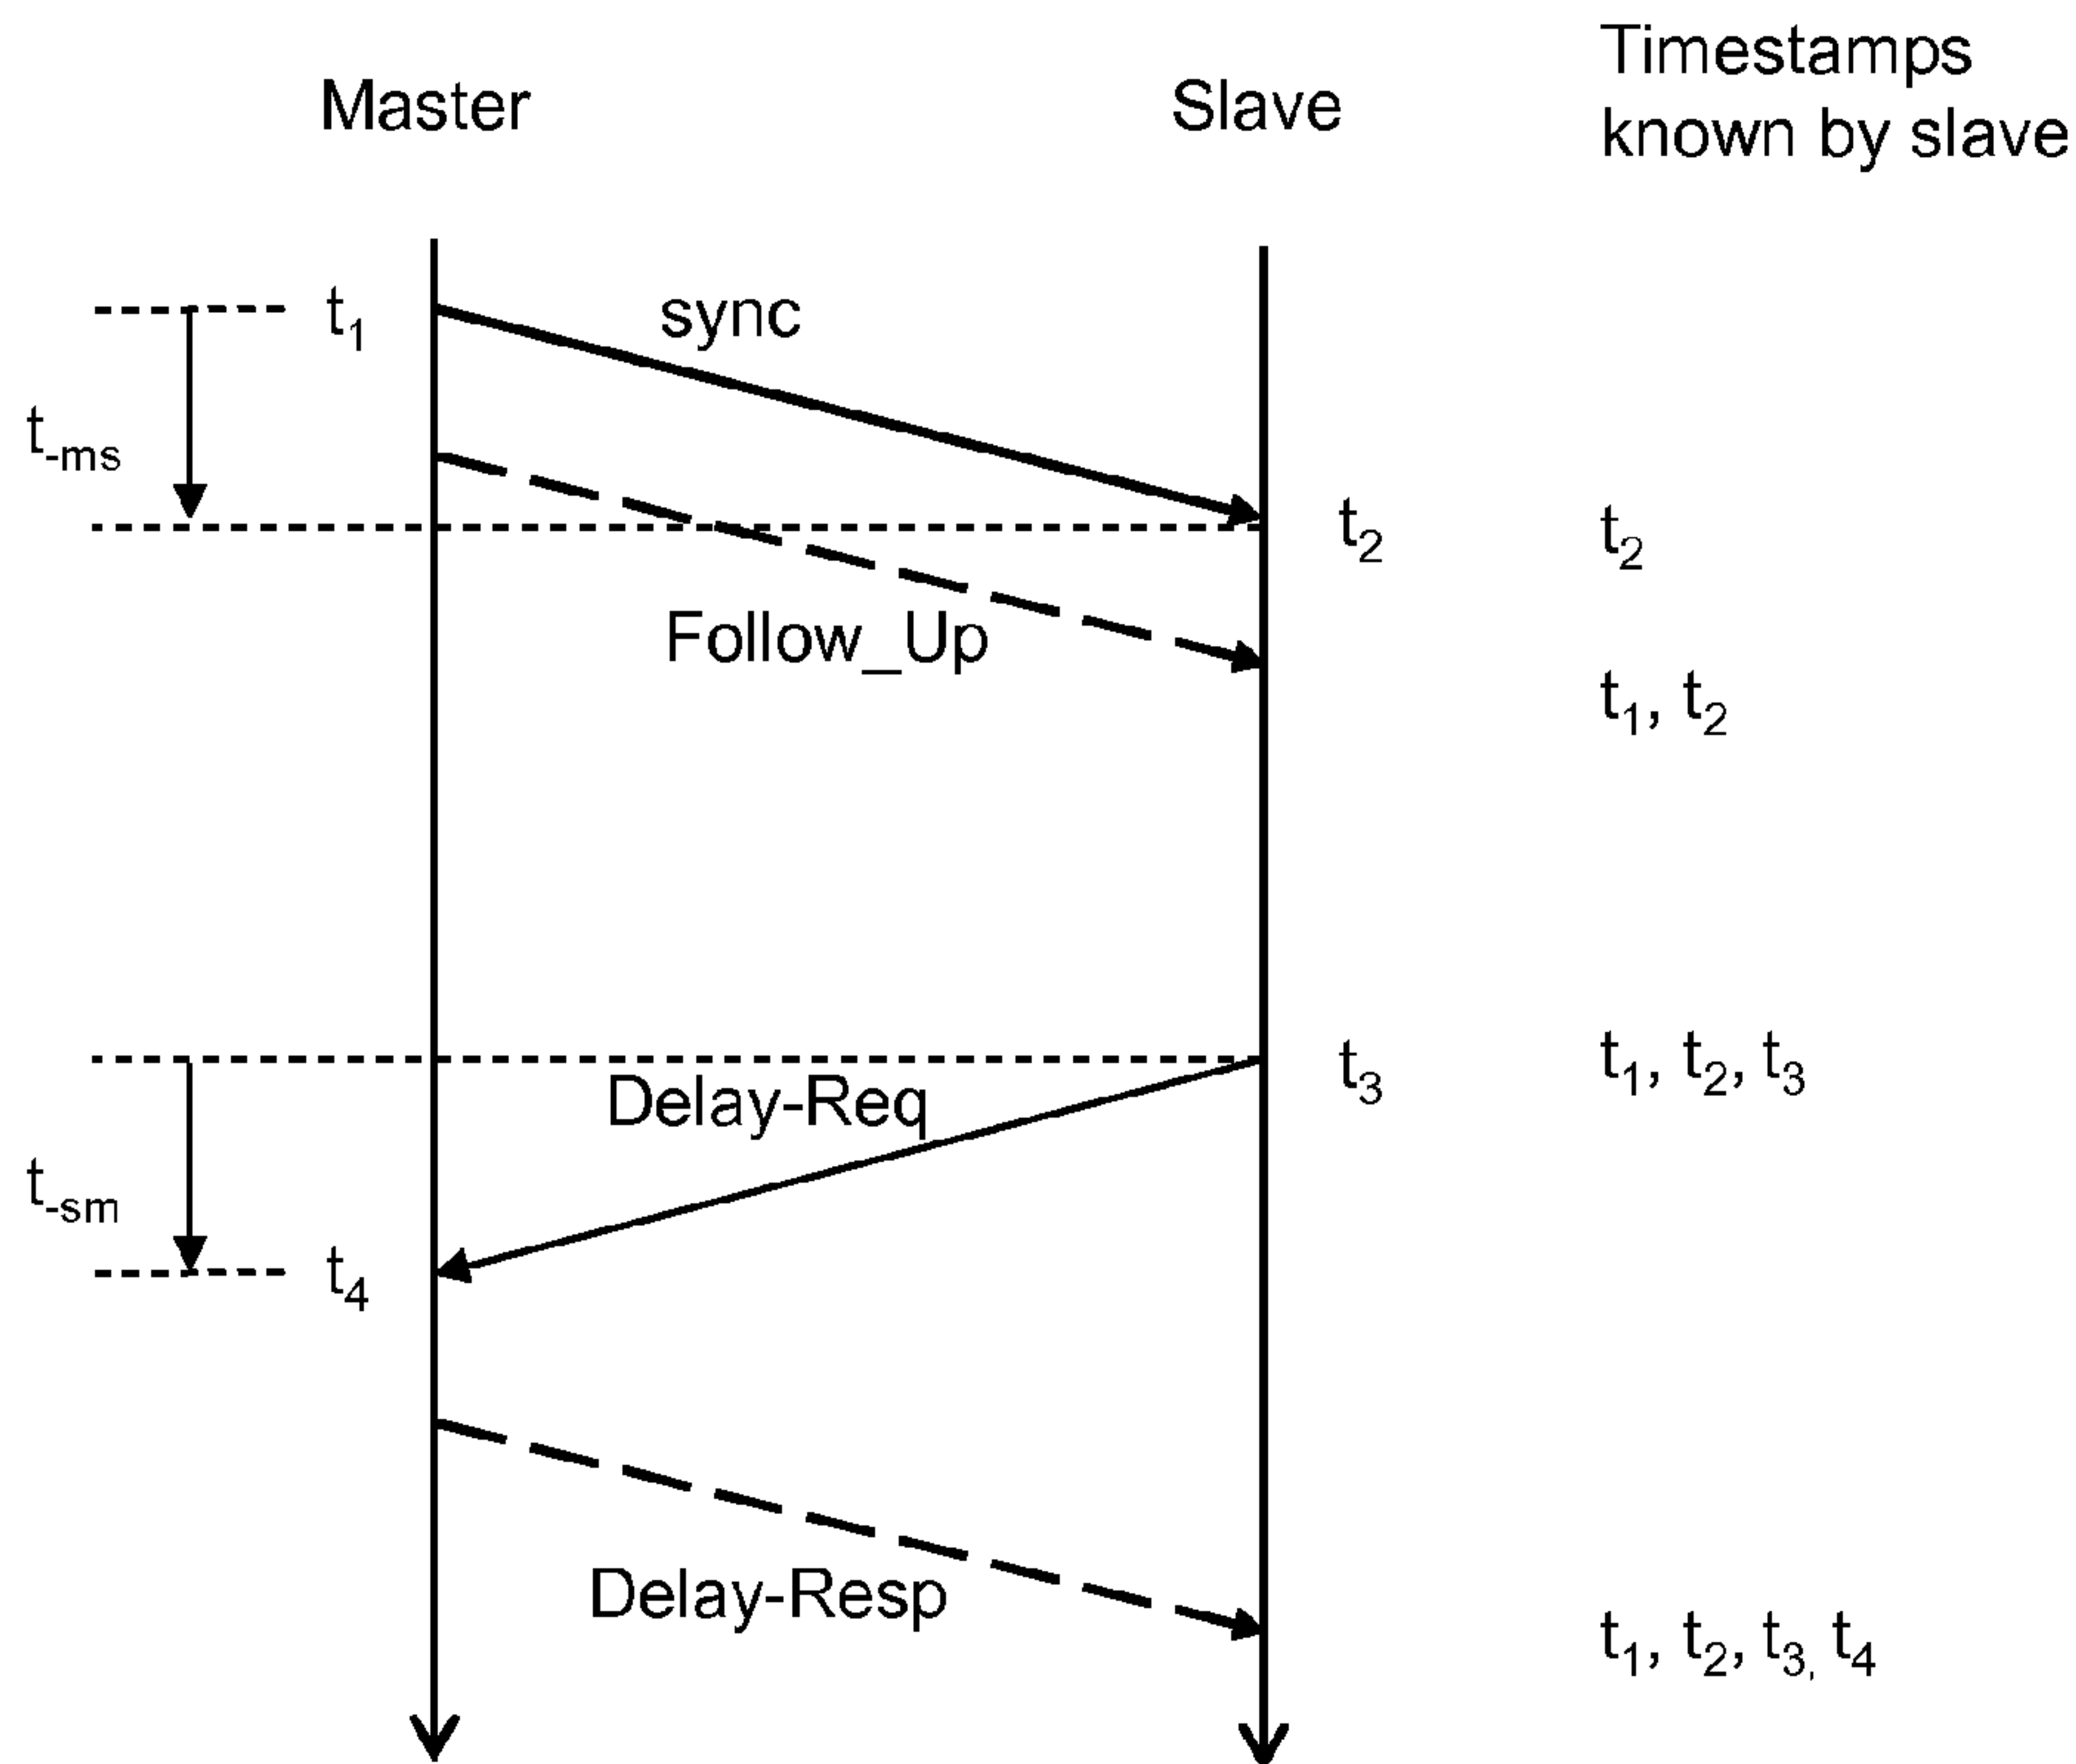 Timestamps
known by slave
Master
Slave
t₁
sync
t₋ms
t₂
t₂
Follow_Up
t₁, t₂
t₃
t₁, t₂, t₃
Delay-Req
t₋sm
t₄
Delay-Resp
t₁, t₂, t₃, t₄